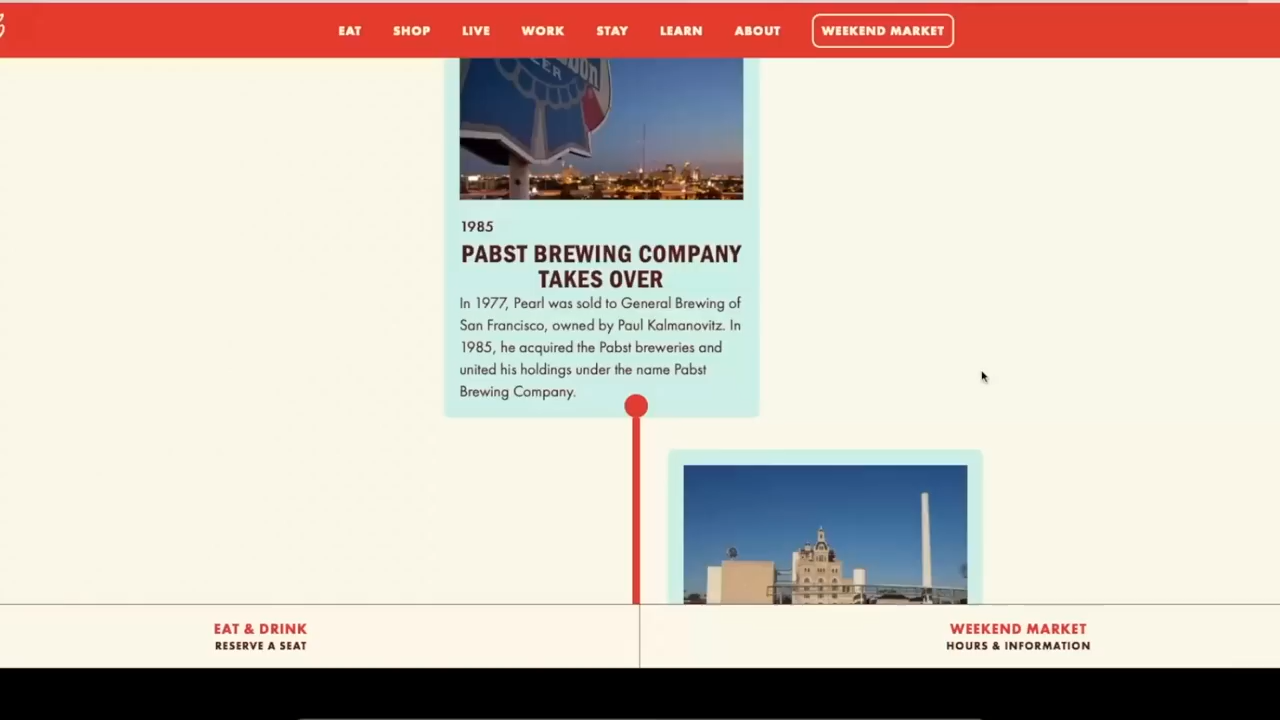 EAT SHOP LIVE WORK STAY LEARN ABOUT WEEKEND MARKET
ER
1985
PABST BREWING COMPANY
TAKES OVER
In 1977, Pearl was sold to General Brewing of
San Francisco, owned by Paul Kalmanovitz. In
1985, he acquired the Pabst breweries and
united his holdings under the name Pabst
Brewing Company.
EAT & DRINK
RESERVE A SEAT
WEEKEND MARKET
HOURS & INFORMATION